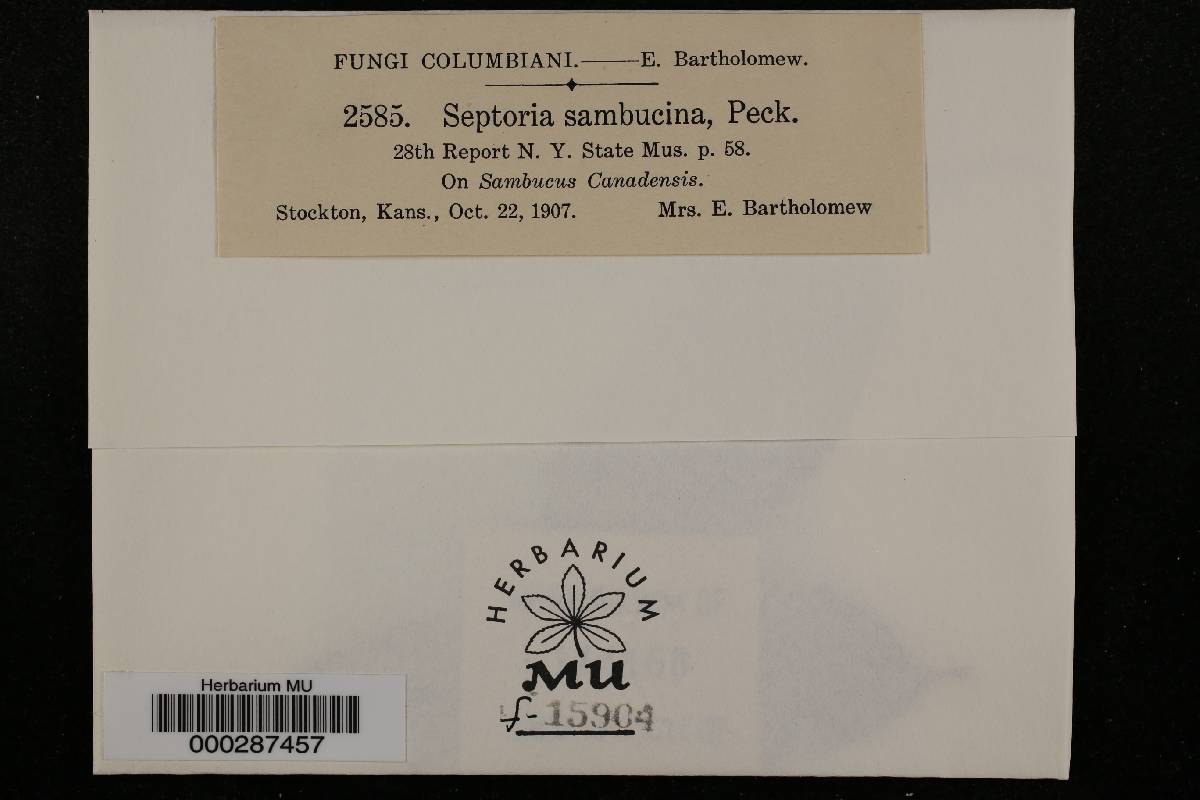 FUNGI COLUMBIANI.——E. Bartholomew.
2585. Septoria sambucina, Peck.
28th Report N. Y. State Mus. p. 58.
On Sambucus Canadensis.
Stockton, Kans., Oct. 22, 1907. Mrs. E. Bartholomew
HERBARIUM
MU
f-15904
Herbarium MU
000287457